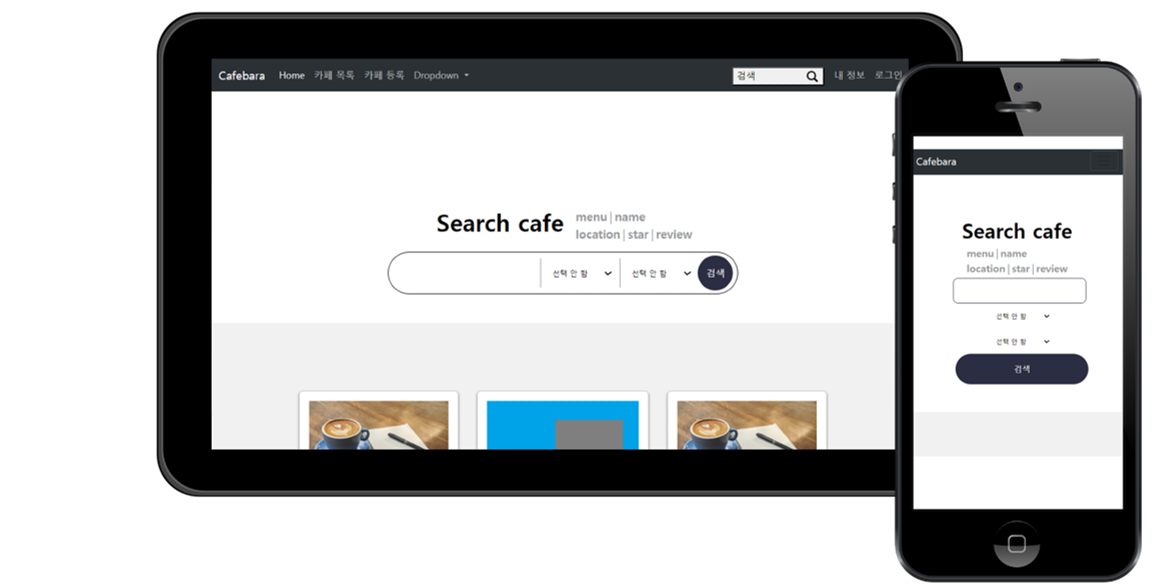 Cafebara Home 카페 목록 카페 등록 Dropdown 검색 내 정보 로그인
Search cafe menu | name
location | star | review
선택 안 함 선택 안 함 검색
Cafebara
Search cafe
menu | name
location | star | review
선택 안 함
선택 안 함
검색